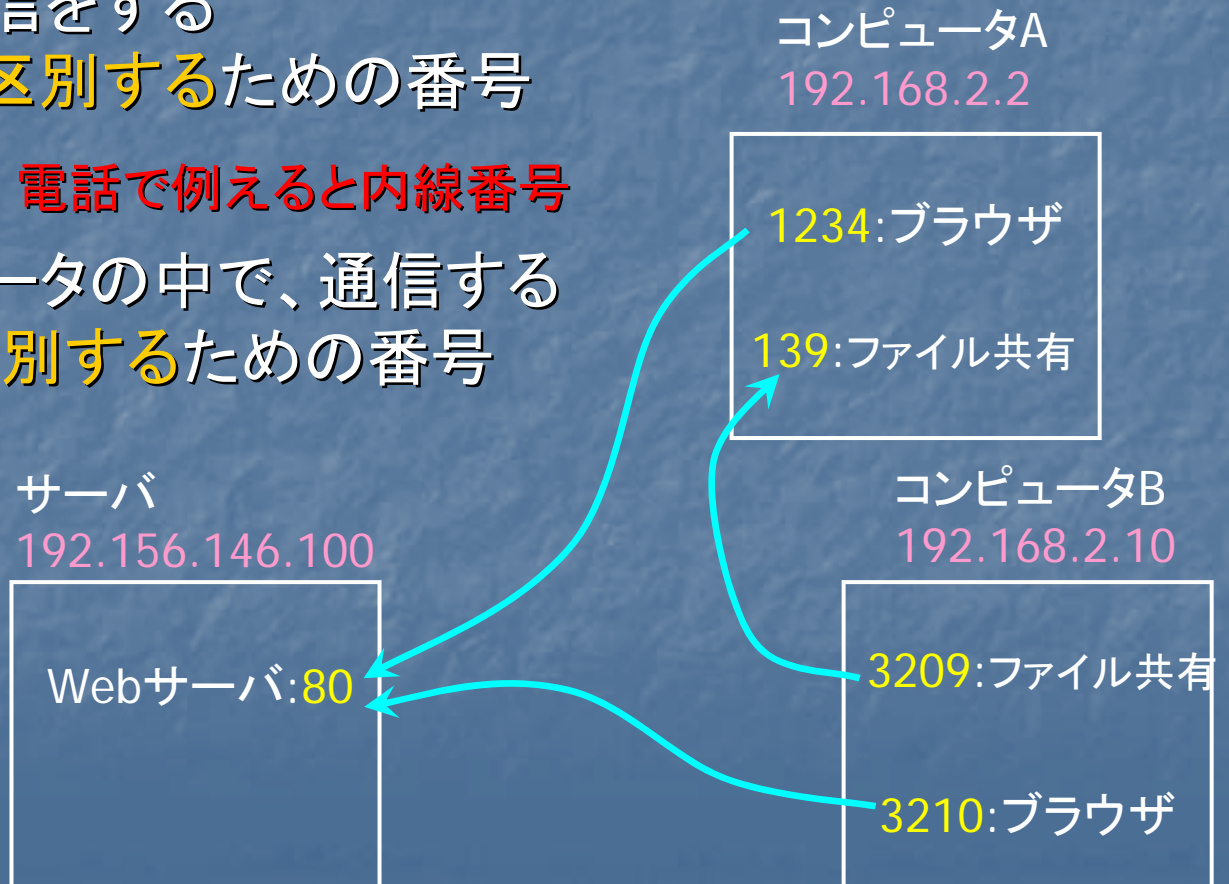 信をする
区別するための番号
電話で例えると内線番号
ータの中で、通信する
別するための番号
コンピュータA
192.168.2.2
1234:ブラウザ
139:ファイル共有
サーバ
192.156.146.100
Webサーバ:80
コンピュータB
192.168.2.10
3209:ファイル共有
3210:ブラウザ